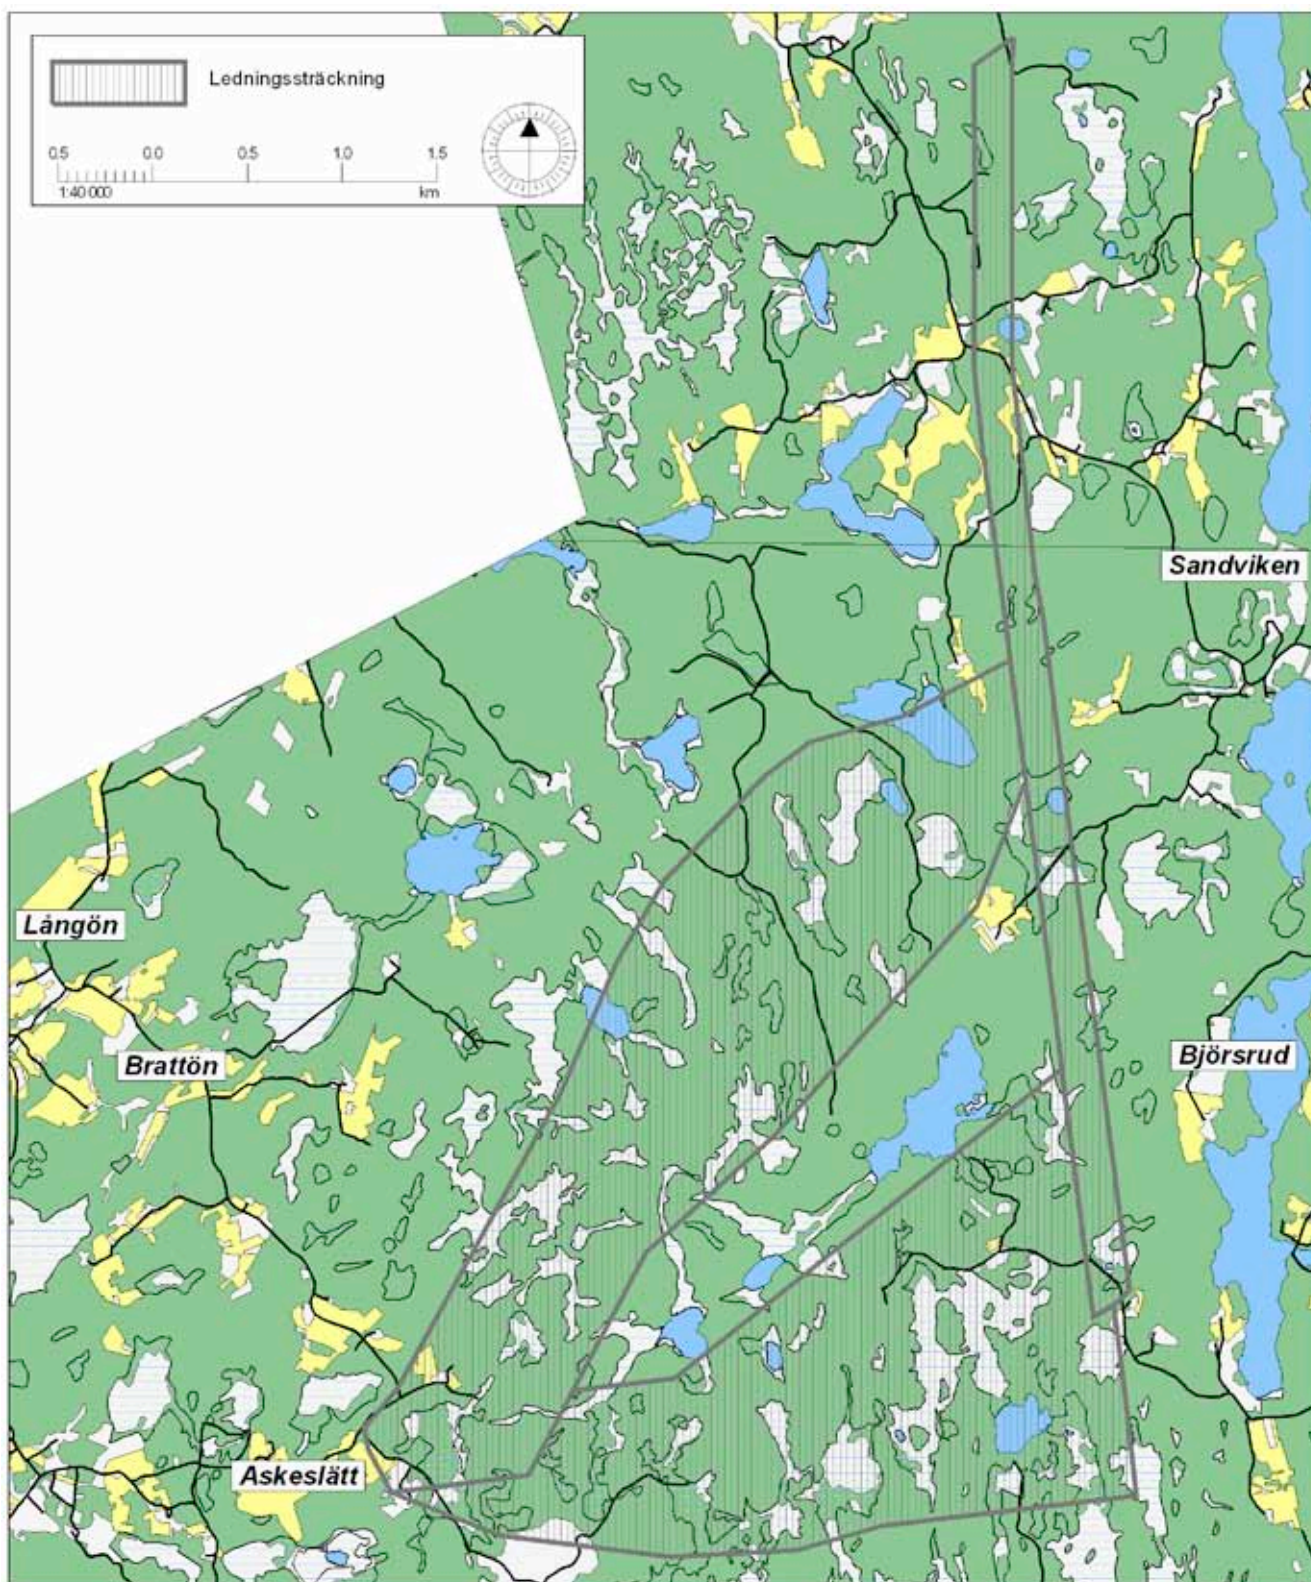 Ledningssträckning
0.5 0.0 0.5 1.0 1.5
1:40 000 km
Sandviken
Långön
Brattön
Björsrud
Askeslätt